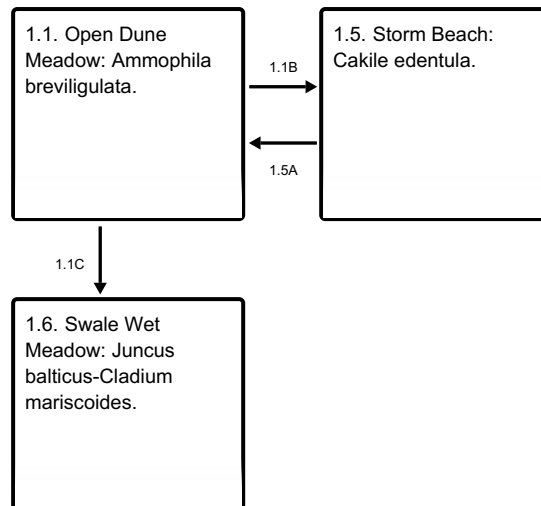 1.1. Open Dune
Meadow: Ammophila
breviligulata.
1.1B
1.5. Storm Beach:
Cakile edentula.
1.5A
1.1C
1.6. Swale Wet
Meadow: Juncus
balticus-Cladium
mariscoides.